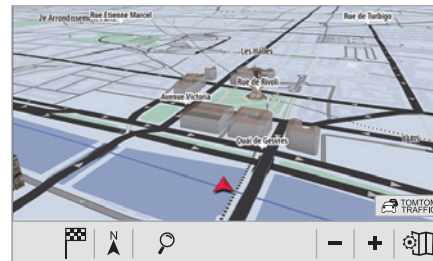 2e Arrondissem
Rue Étienne Marcel
Rue de Turbigo
Les Halles
Rue de Rivoli
Avenue Victoria
Quai de Gesvres
TOMTOM
TRAFFIC
N